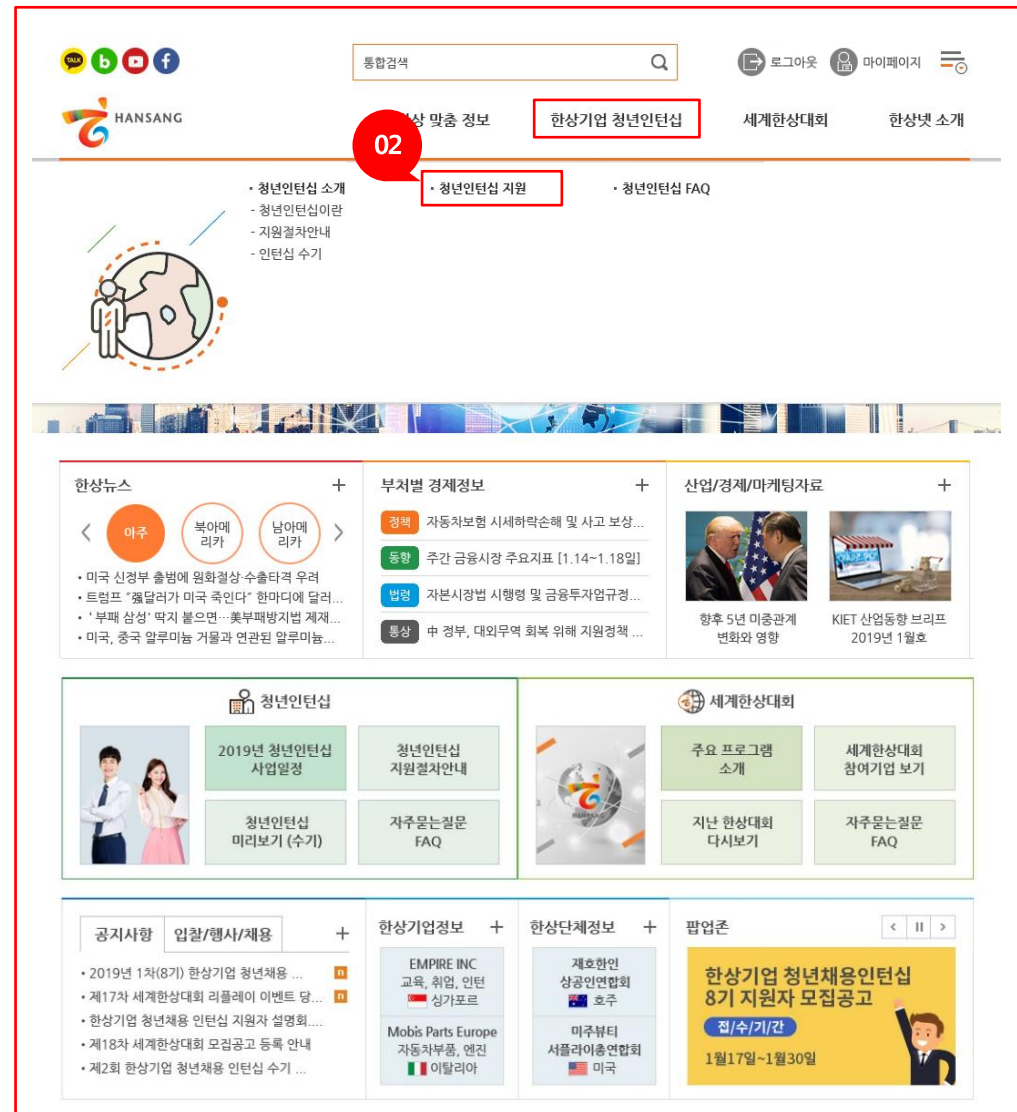 TALK
통합검색
로그아웃
마이페이지
HANSANG
상 맞춤 정보
한상기업 청년인턴십
세계한상대회
한상넷 소개
02
• 청년인턴십 소개
• 청년인턴십 지원
• 청년인턴십 FAQ
- 청년인턴십이란
- 지원절차안내
- 인턴십 수기
한상뉴스 +
아주
북아메
리카
남아메
리카
• 미국 신정부 출범에 원화절상·수출타격 우려
• 트럼프 "强달러가 미국 죽인다" 한마디에 달러...
• ‘부패 삼성’ 딱지 붙으면…美부패방지법 제재...
• 미국, 중국 알루미늄 거물과 연관된 알루미늄...
부처별 경제정보 +
정책 자동차보험 시세하락손해 및 사고 보상...
동향 주간 금융시장 주요지표 [1.14~1.18일]
법령 자본시장법 시행령 및 금융투자업규정...
통상 中 정부, 대외무역 회복 위해 지원정책 ...
산업/경제/마케팅자료 +
향후 5년 미중관계
변화와 영향
KIET 산업동향 브리프
2019년 1월호
청년인턴십
2019년 청년인턴십
사업일정
청년인턴십
지원절차안내
청년인턴십
미리보기 (수기)
자주묻는질문
FAQ
세계한상대회
HANSANG
주요 프로그램
소개
세계한상대회
참여기업 보기
지난 한상대회
다시보기
자주묻는질문
FAQ
공지사항
입찰/행사/채용 +
• 2019년 1차(8기) 한상기업 청년채용 ... n
• 제17차 세계한상대회 리플레이 이벤트 당... n
• 한상기업 청년채용 인턴십 지원자 설명회....
• 제18차 세계한상대회 모집공고 등록 안내
• 제2회 한상기업 청년채용 인턴십 수기 ...
한상기업정보 +
EMPIRE INC
교육, 취업, 인턴
싱가포르
Mobis Parts Europe
자동차부품, 엔진
이탈리아
한상단체정보 +
재호한인
상공인연합회
호주
미주뷰티
서플라이총연합회
미국
팝업존
한상기업 청년채용인턴십
8기 지원자 모집공고
접/수/기/간
1월17일~1월30일